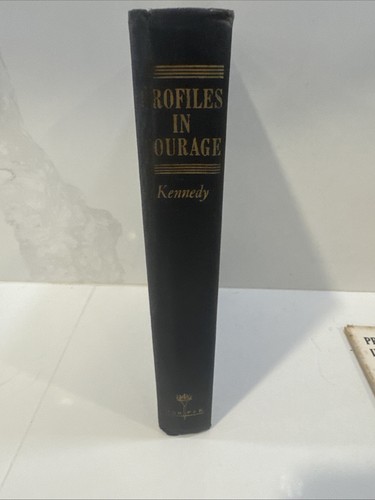 ROFILES
IN
OURAGE
Kennedy